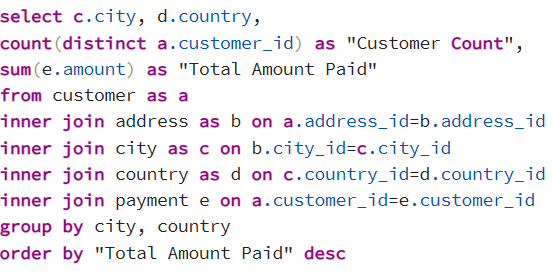 select c.city, d.country,
count(distinct a.customer_id) as "Customer Count",
sum(e.amount) as "Total Amount Paid"
from customer as a
inner join address as b on a.address_id=b.address_id
inner join city as c on b.city_id=c.city_id
inner join country as d on c.country_id=d.country_id
inner join payment e on a.customer_id=e.customer_id
group by city, country
order by "Total Amount Paid" desc